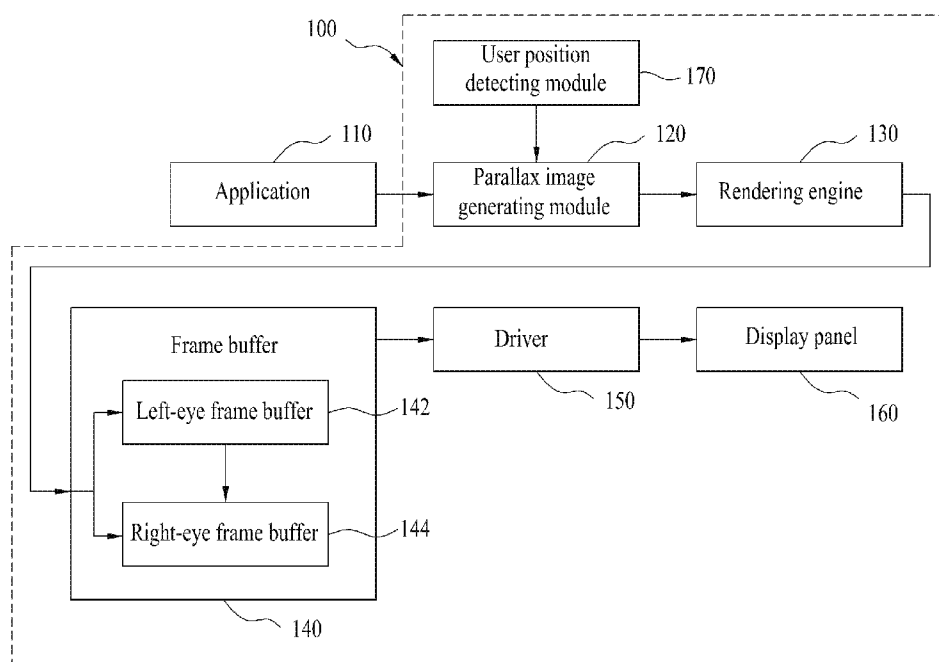 100
User position
detecting module
170
110
120
130
Application
Parallax image
generating module
Rendering engine
Frame buffer
Driver
Display panel
150
160
Left-eye frame buffer
142
Right-eye frame buffer
144
140